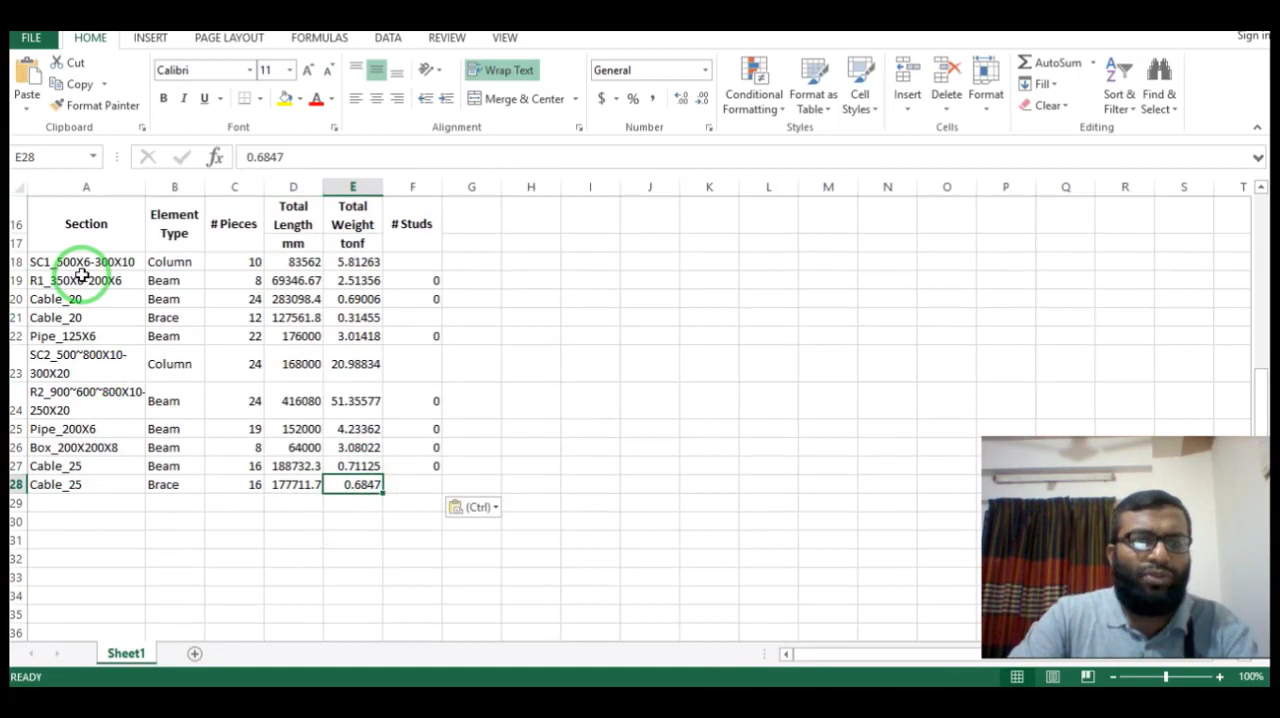 Sign in
FILE HOME INSERT PAGE LAYOUT FORMULAS DATA REVIEW VIEW
Cut
Copy
Format Painter
Paste
Calibri 11
B I U
Wrap Text
Merge & Center
General
$ % ,
Conditional Formatting
Format as Table
Cell Styles
Insert
Delete
Format
AutoSum
Fill
Clear
Sort & Filter
Find & Select
Clipboard Font Alignment Number Styles Cells Editing
E28 fx 0.6847
A B C D E F G H I J K L M N O P Q R S T
16 Section Element Type # Pieces Total Length mm Total Weight tonf # Studs
17
18 SC1_500X6-300X10 Column 10 83562 5.81263
19 Beam 8 69346.67 2.51356 0
20 Cable_20 Beam 24 283098.4 0.69006 0
21 Cable_20 Brace 12 127561.8 0.31455
22 Pipe_125X6 Beam 22 176000 3.01418 0
23 SC2_500~800X10-300X20 Column 24 168000 20.98834
24 R2_900~600~800X10-250X20 Beam 24 416080 51.35577 0
25 Pipe_200X6 Beam 19 152000 4.23362 0
26 Box_200X200X8 Beam 8 64000 3.08022 0
27 Cable_25 Beam 16 188732.3 0.71125 0
28 Cable_25 Brace 16 177711.7 0.6847
29 (Ctrl)
30
31
32
33
34
35
36
Sheet1
READY 100%